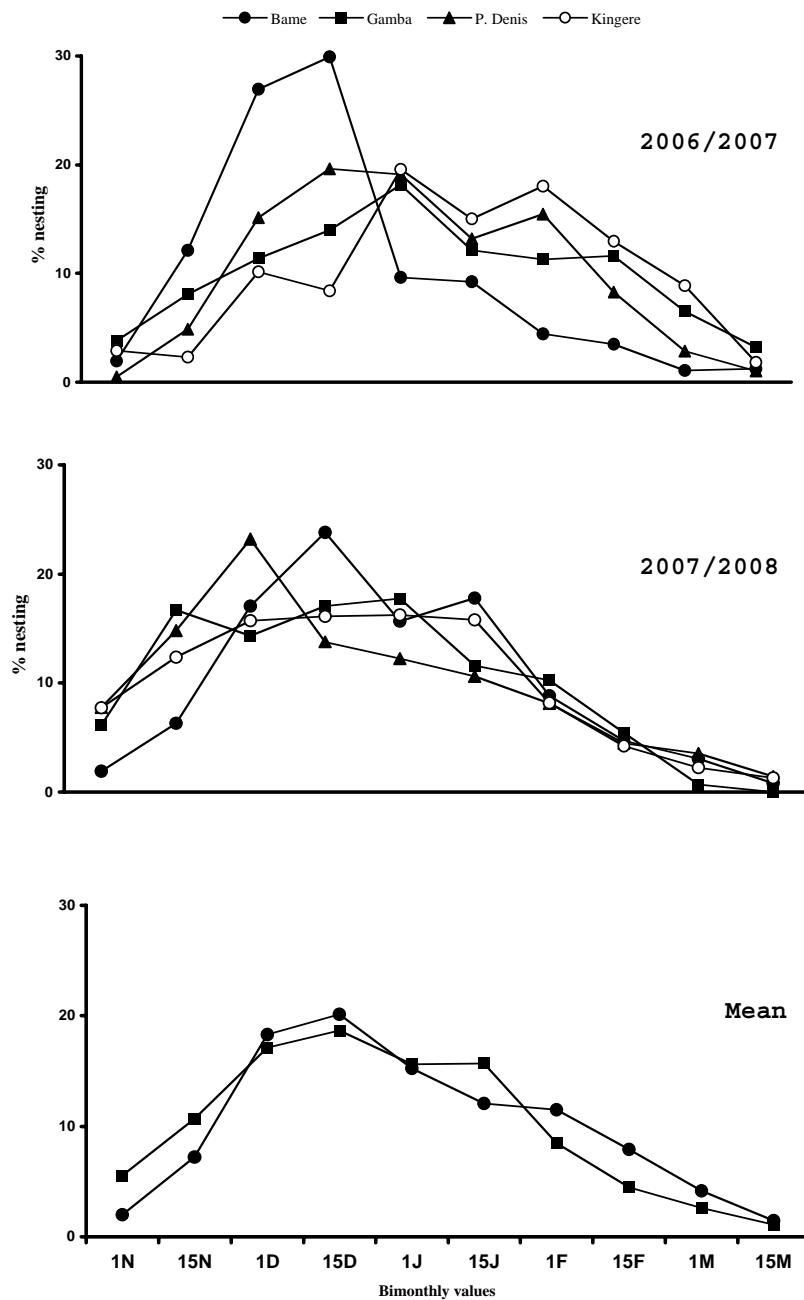 Bame Gamba P. Denis Kingere
30
2006/2007
20
% nesting
10
0
30
2007/2008
20
% nesting
10
0
30
Mean
20
10
0
1N 15N 1D 15D 1J 15J 1F 15F 1M 15M
Bimonthly values